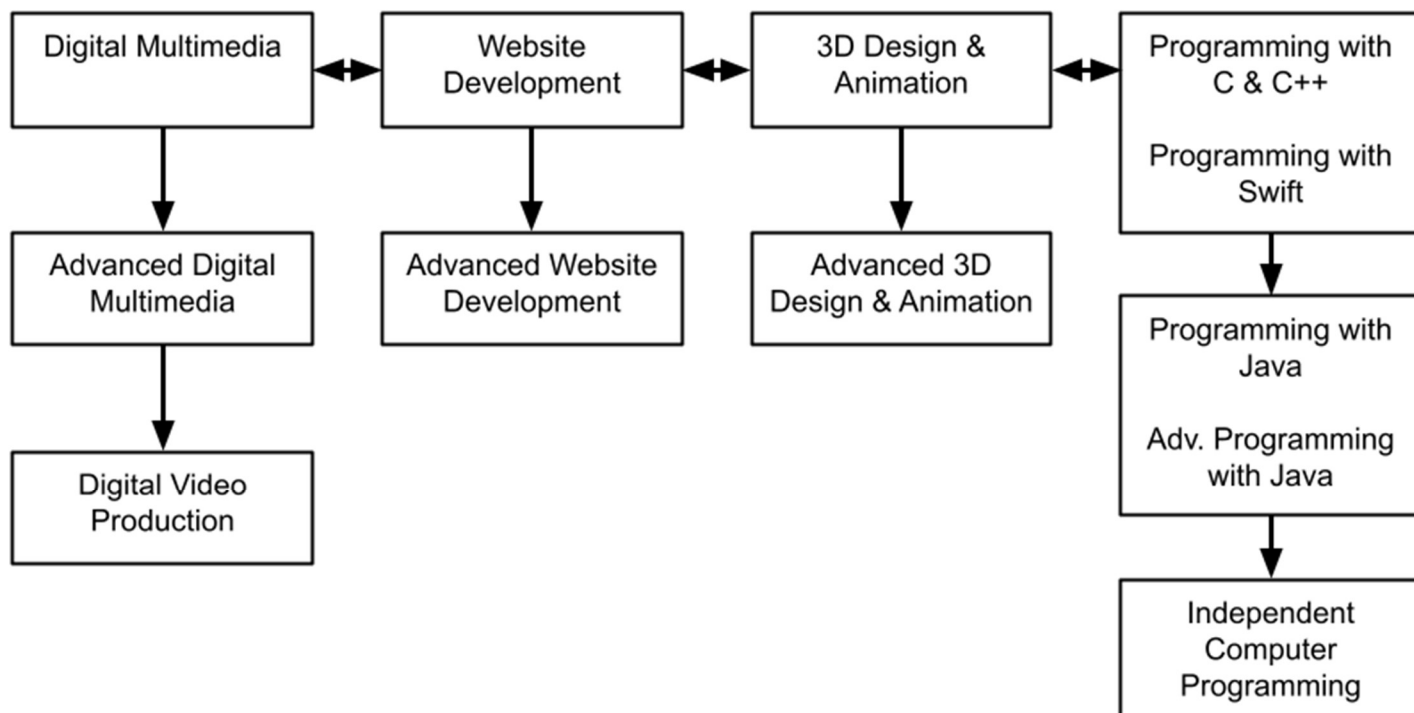 Digital Multimedia
Website
Development
3D Design &
Animation
Programming with
C & C++
Programming with
Swift
Advanced Digital
Multimedia
Advanced Website
Development
Advanced 3D
Design & Animation
Programming with
Java
Adv. Programming
with Java
Digital Video
Production
Independent
Computer
Programming